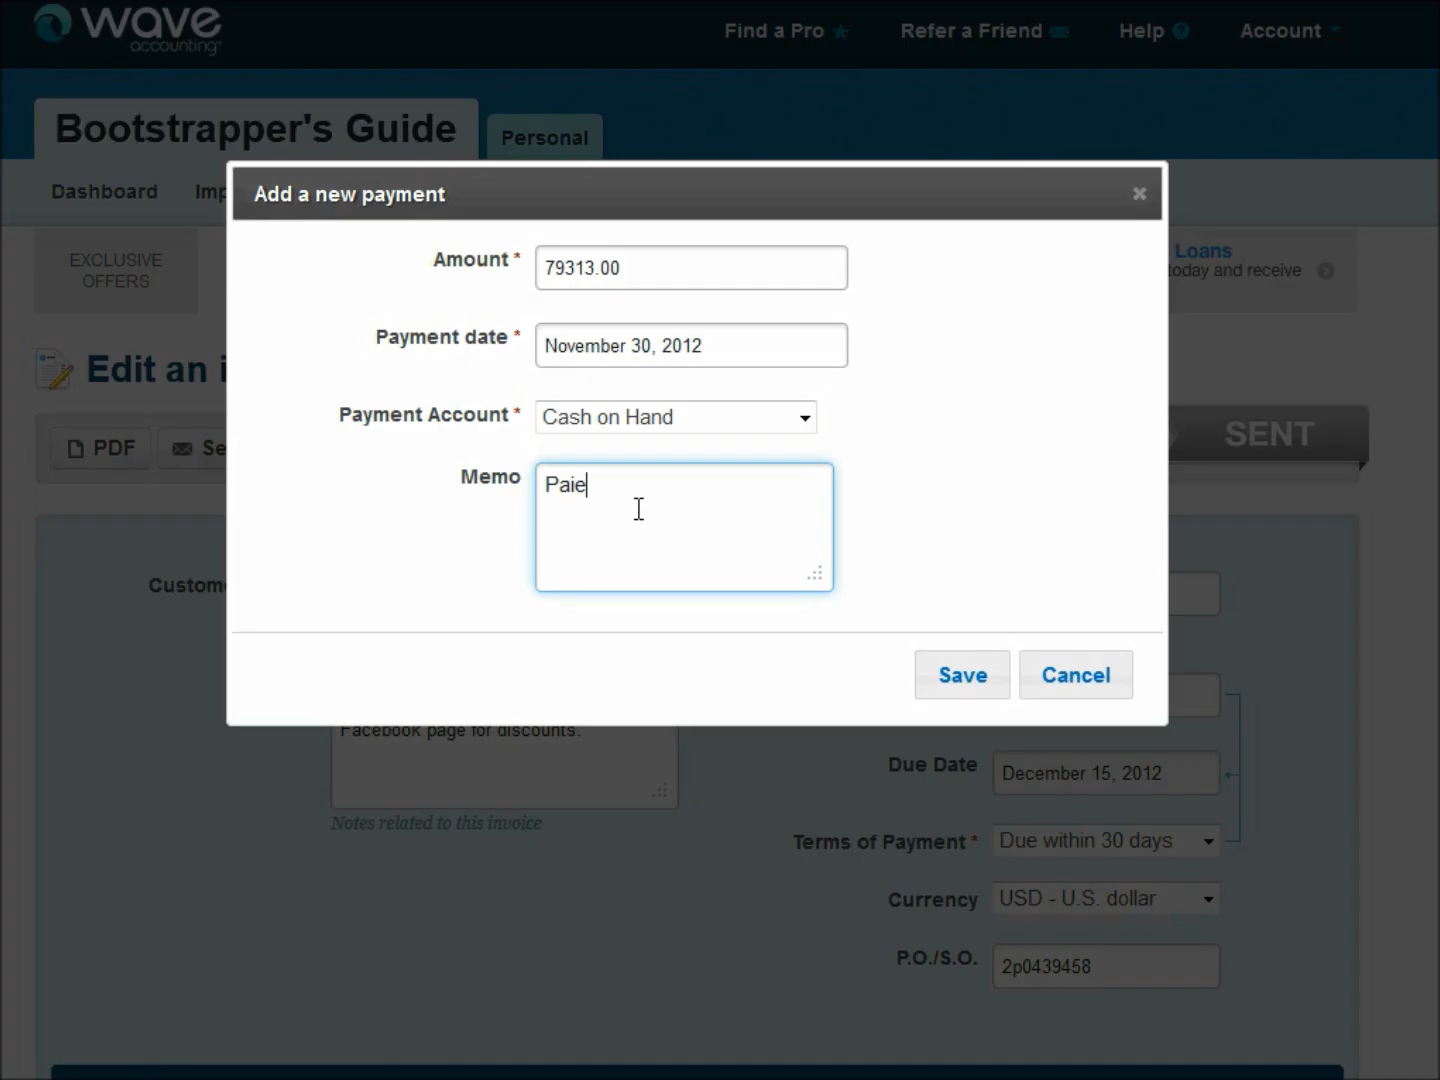 wave
accounting
Find a Pro
Refer a Friend
Help
Account
Bootstrapper's Guide
Personal
Dashboard
Imp
Add a new payment
EXCLUSIVE
OFFERS
Loans
today and receive
Amount *
79313.00
Payment date *
November 30, 2012
Edit an i
Payment Account *
Cash on Hand
PDF
Se
SENT
Memo
Paie
Custome
Save
Cancel
Facebook page for discounts.
Notes related to this invoice
Due Date
December 15, 2012
Terms of Payment *
Due within 30 days
Currency
USD - U.S. dollar
P.O./S.O.
2p0439458